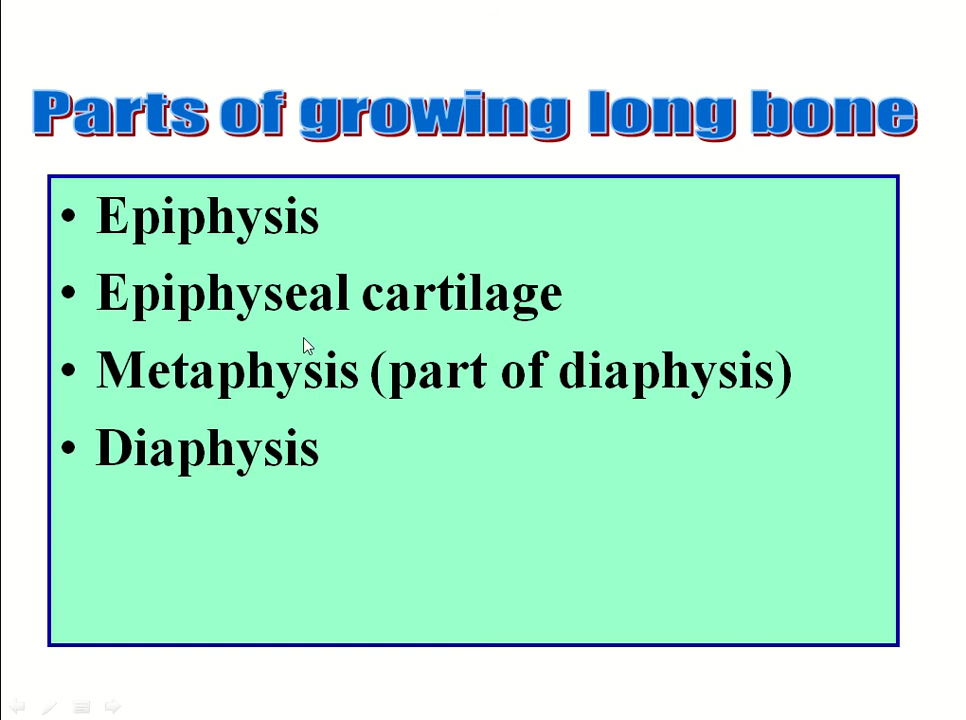 Parts of growing long bone
• Epiphysis
• Epiphyseal cartilage
• Metaphysis (part of diaphysis)
• Diaphysis